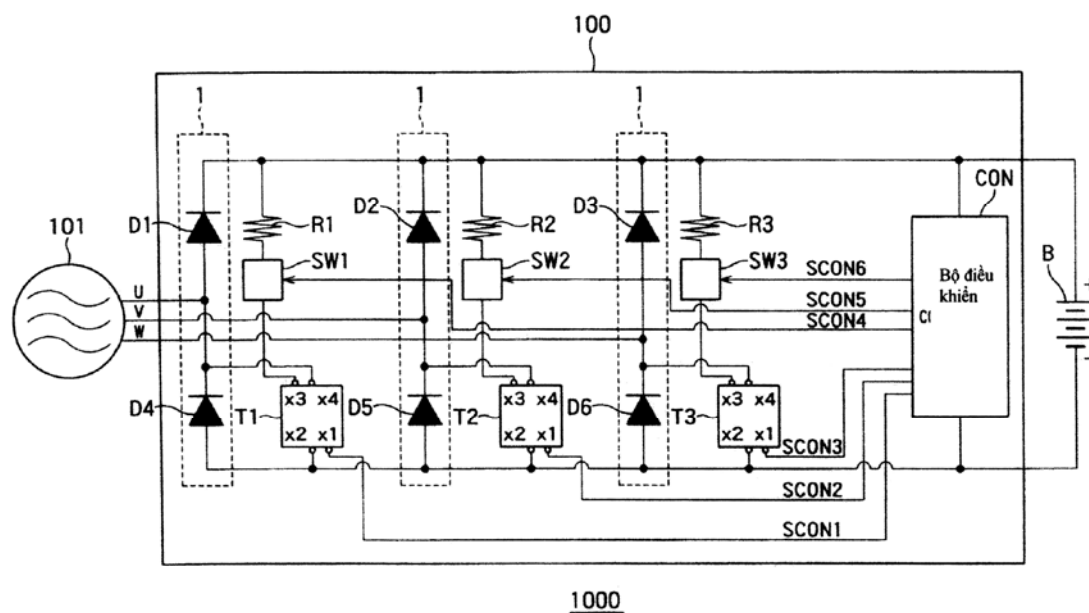 100
1
1
1
CON
101
D1
R1
D2
R2
D3
R3
SW1
SW2
SW3
SCON6
Bộ điều
khiển
B
U
V
W
SCON5
SCON4
D4
T1
x3 x4
x2 x1
D5
T2
x3 x4
x2 x1
D6
T3
x3 x4
x2 x1
SCON3
SCON2
SCON1
1000